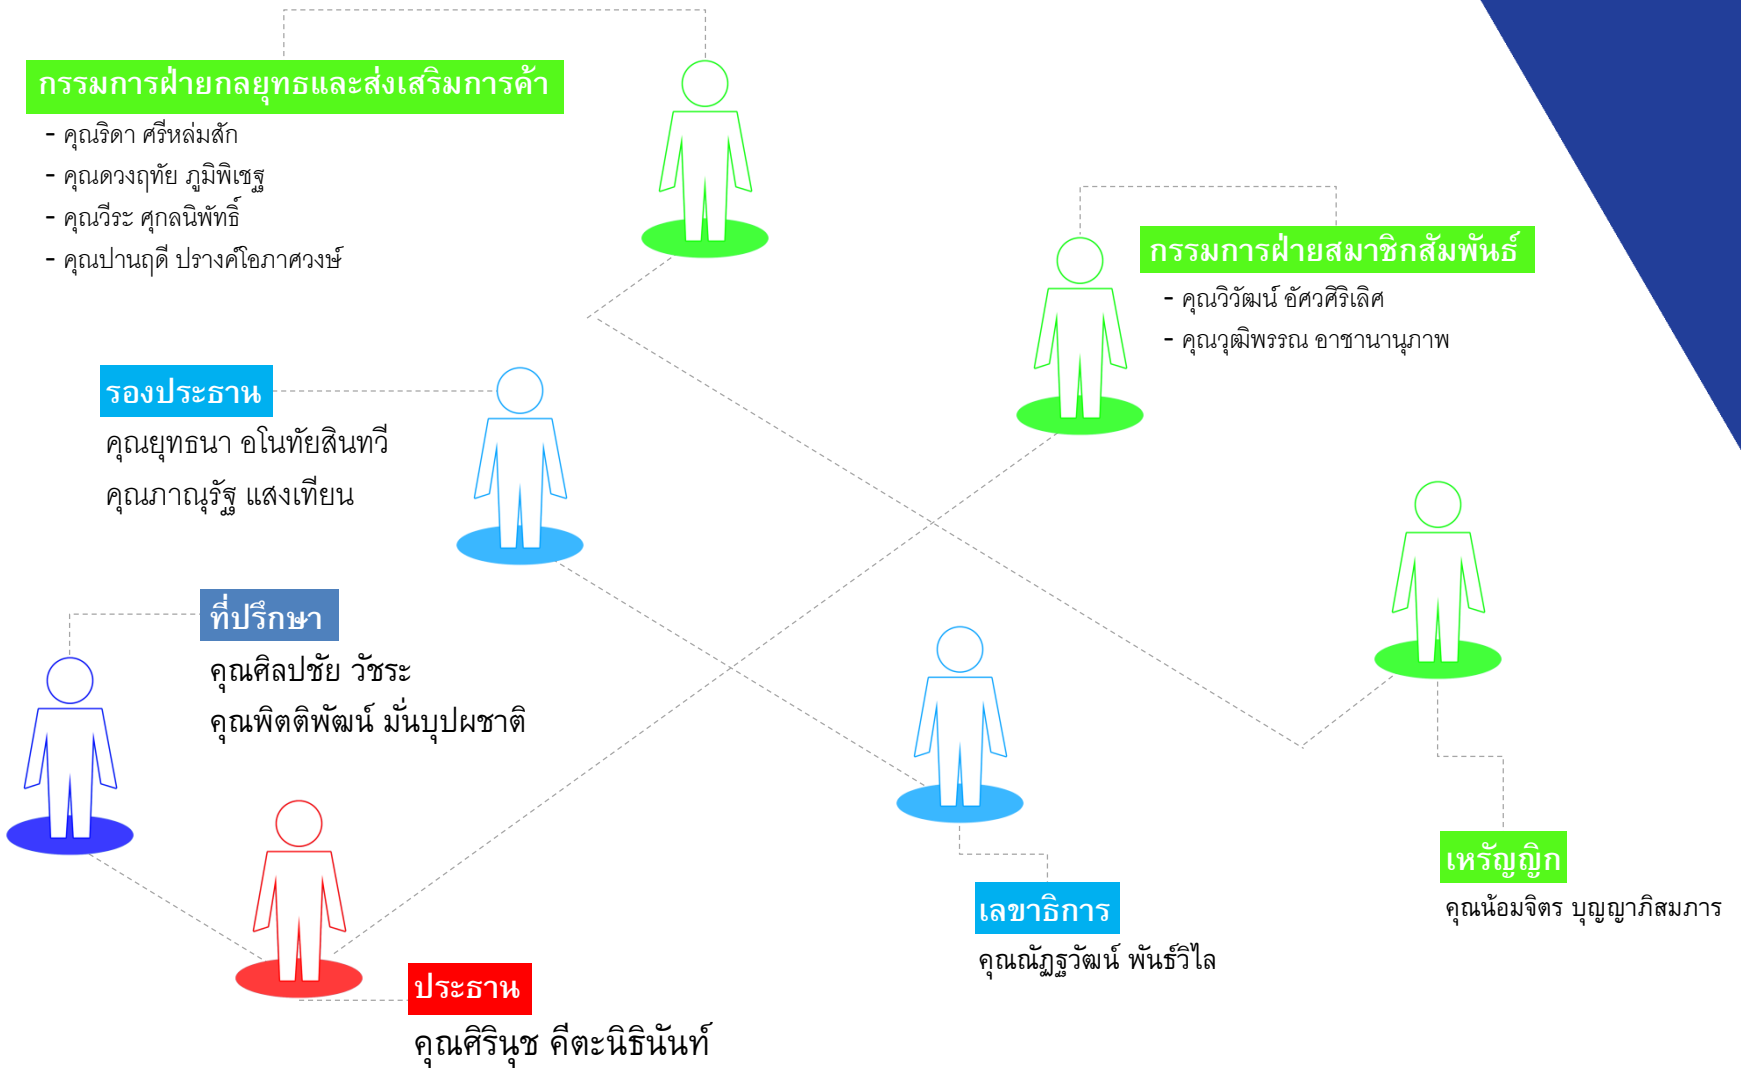 กรรมการฝ่ายกลยุทธและส่งเสริมการค้า
- คุณริดา ศรีหล่มสัก
- คุณดวงฤทัย ภูมิพิเชฐ
- คุณวีระ ศุกลนิพัทธิ์
- คุณปานฤดี ปรางค์โอภาศวงษ์
กรรมการฝ่ายสมาชิกสัมพันธ์
- คุณวิวัฒน์ อัศวศิริเลิศ
- คุณวุฒิพรรณ อาชานานุภาพ
รองประธาน
คุณยุทธนา อโนทัยสินทวี
คุณภาณุรัฐ แสงเทียน
ที่ปรึกษา
คุณศิลปชัย วัชระ
คุณพิตติพัฒน์ มั่นบุปผชาติ
เหรัญญิก
คุณน้อมจิตร บุญญาภิสมภาร
เลขาธิการ
คุณณัฏฐวัฒน์ พันธ์วิไล
ประธาน
คุณศิรินุช คีตะนิธินันท์